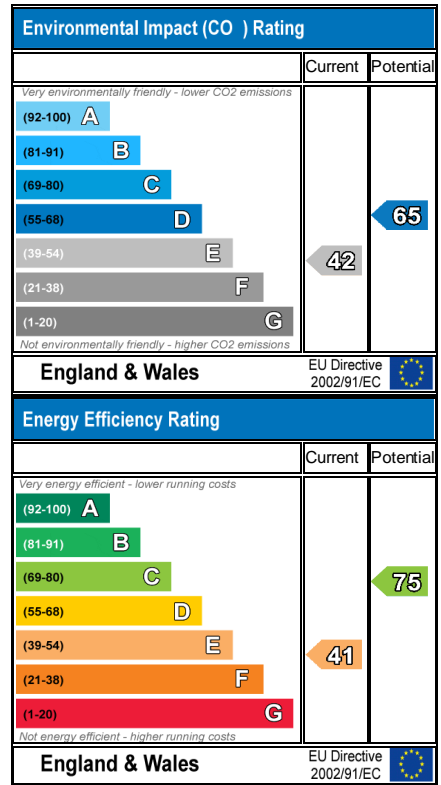 Environmental Impact (CO ) Rating
Current Potential
Very environmentally friendly - lower CO2 emissions
(92-100) A
(81-91) B
(69-80) C
(55-68) D
65
(39-54) E
42
(21-38) F
(1-20) G
Not environmentally friendly - higher CO2 emissions
England & Wales
EU Directive
2002/91/EC
Energy Efficiency Rating
Current Potential
Very energy efficient - lower running costs
(92-100) A
(81-91) B
(69-80) C
75
(55-68) D
(39-54) E
41
(21-38) F
(1-20) G
Not energy efficient - higher running costs
England & Wales
EU Directive
2002/91/EC